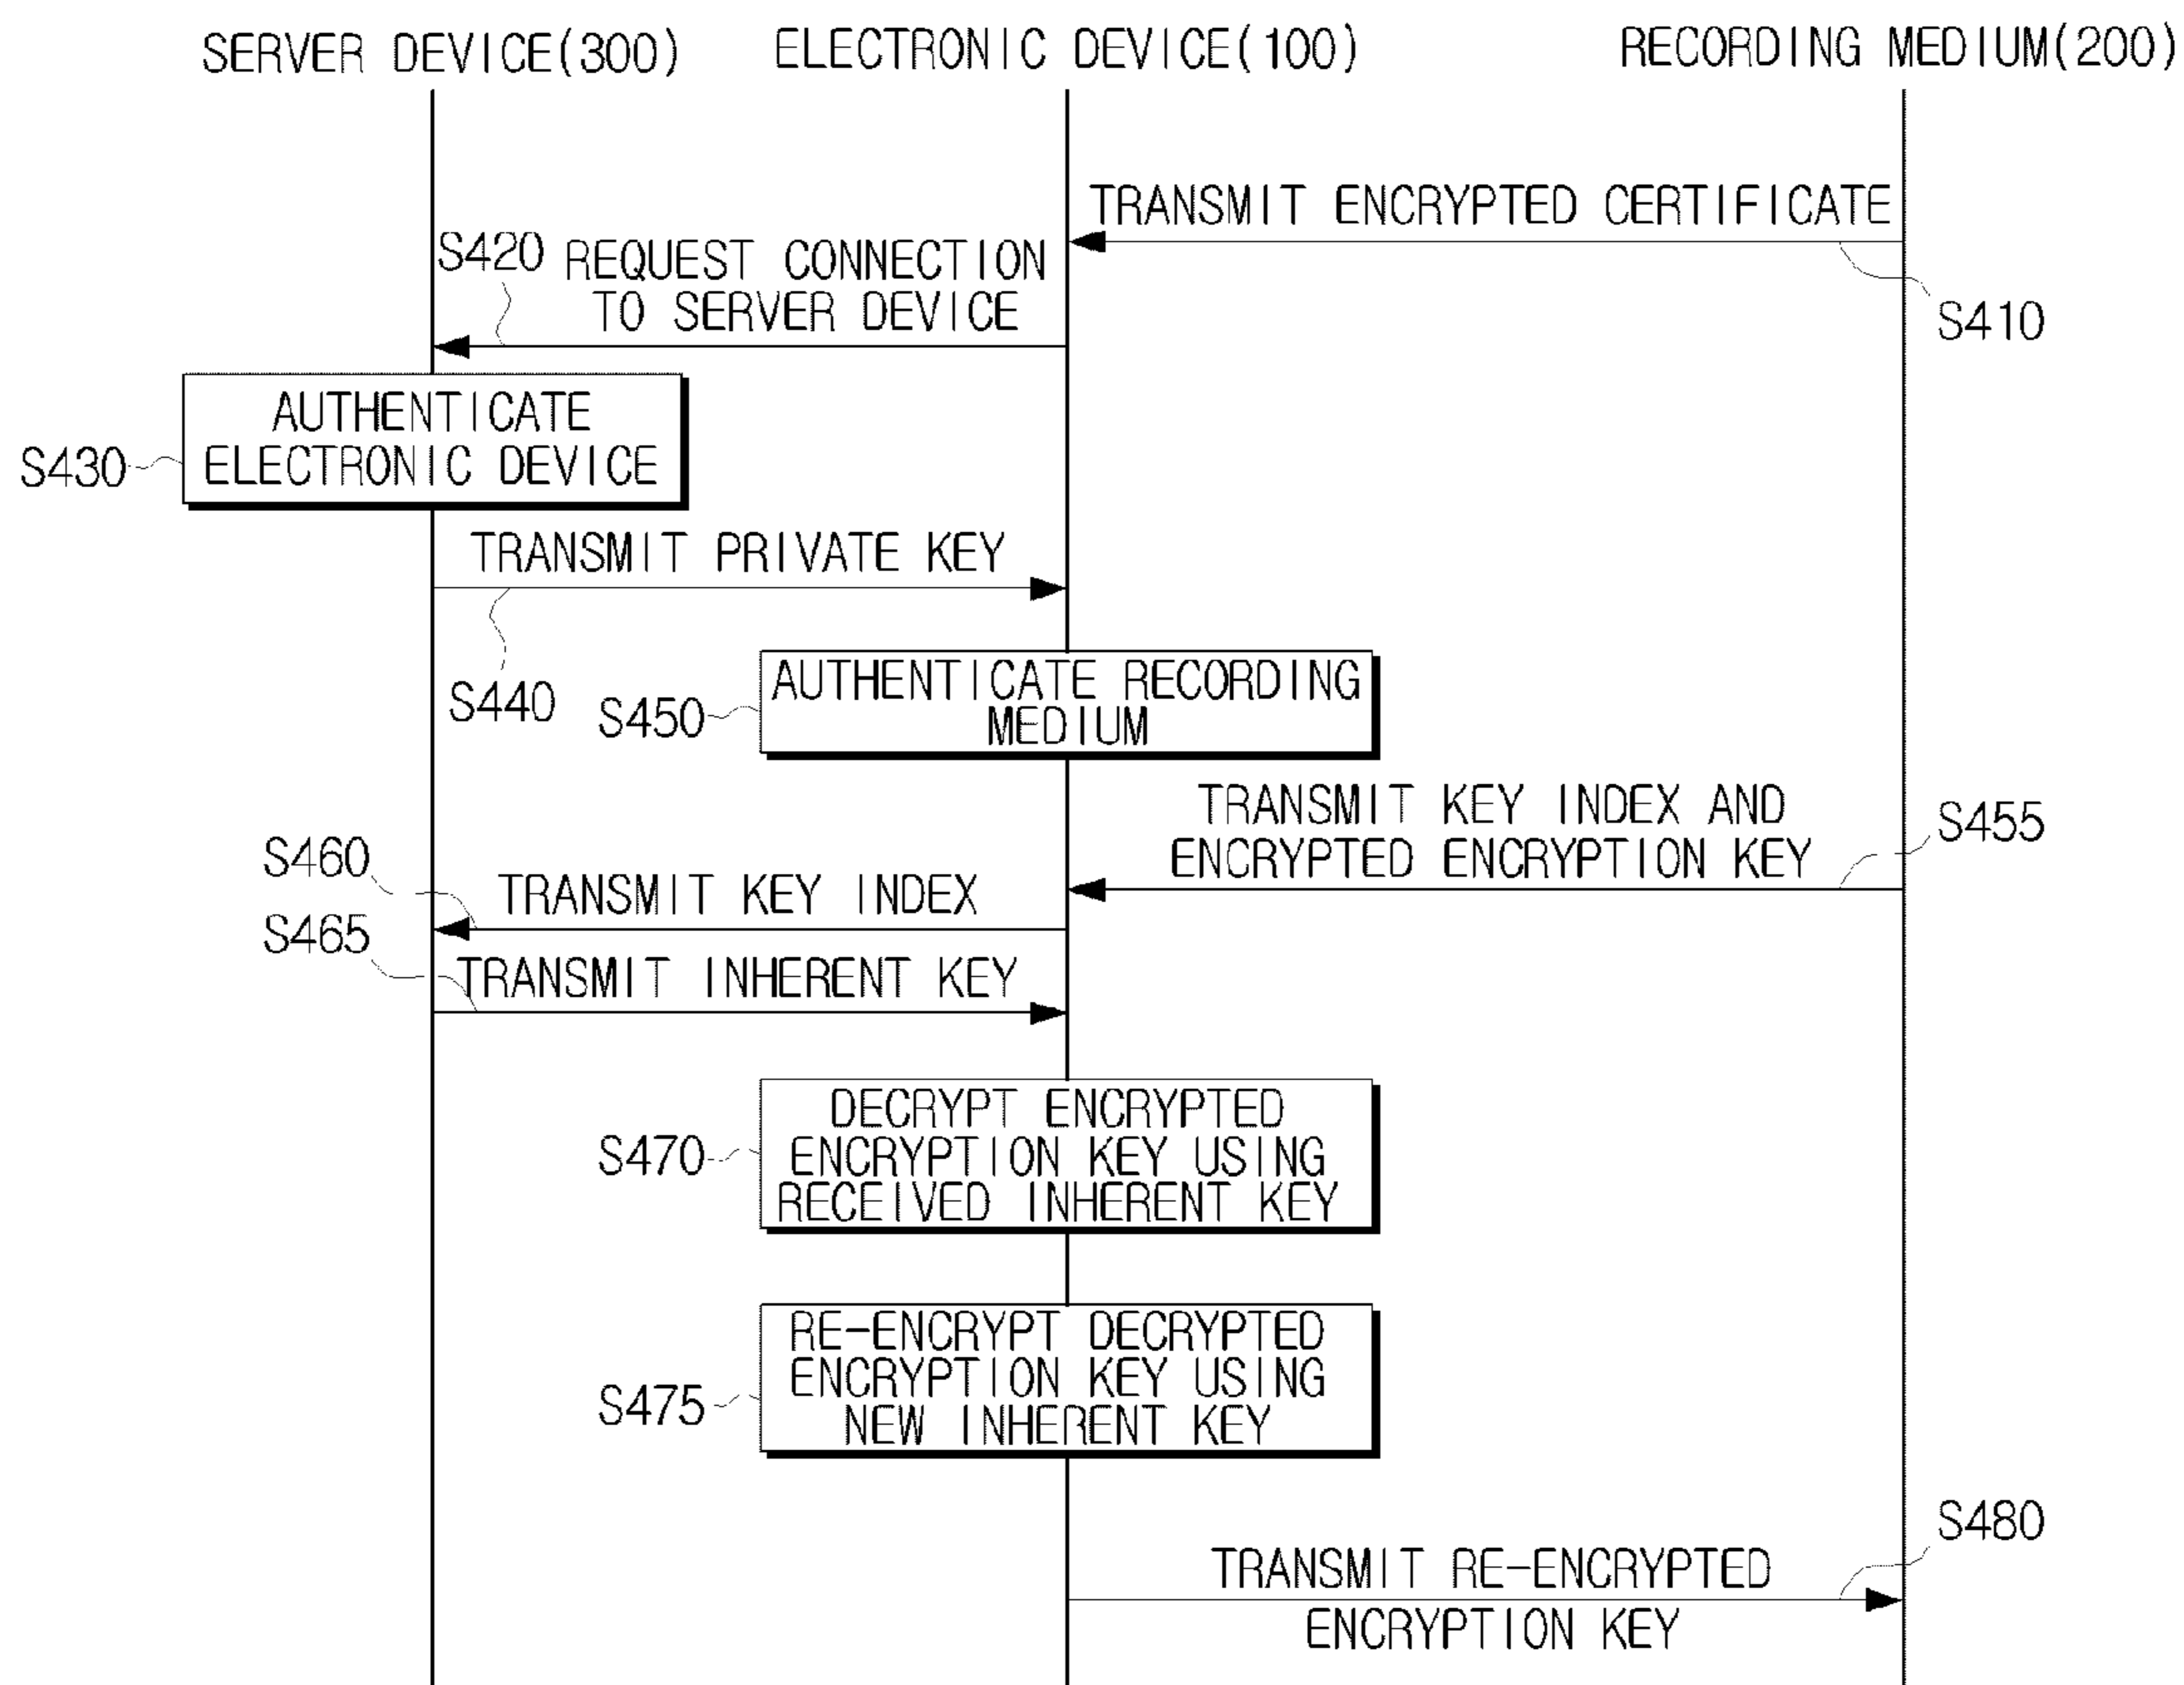 SERVER DEVICE(300)
ELECTRONIC DEVICE(100)
RECORDING MEDIUM(200)
TRANSMIT ENCRYPTED CERTIFICATE
S410
S420
REQUEST CONNECTION
TO SERVER DEVICE
AUTHENTICATE
ELECTRONIC DEVICE
S430
TRANSMIT PRIVATE KEY
S440
AUTHENTICATE RECORDING
MEDIUM
S450
TRANSMIT KEY INDEX AND
ENCRYPTED ENCRYPTION KEY
S455
S460
TRANSMIT KEY INDEX
S465
TRANSMIT INHERENT KEY
DECRYPT ENCRYPTED
ENCRYPTION KEY USING
RECEIVED INHERENT KEY
S470
RE-ENCRYPT DECRYPTED
ENCRYPTION KEY USING
NEW INHERENT KEY
S475
S480
TRANSMIT RE-ENCRYPTED
ENCRYPTION KEY